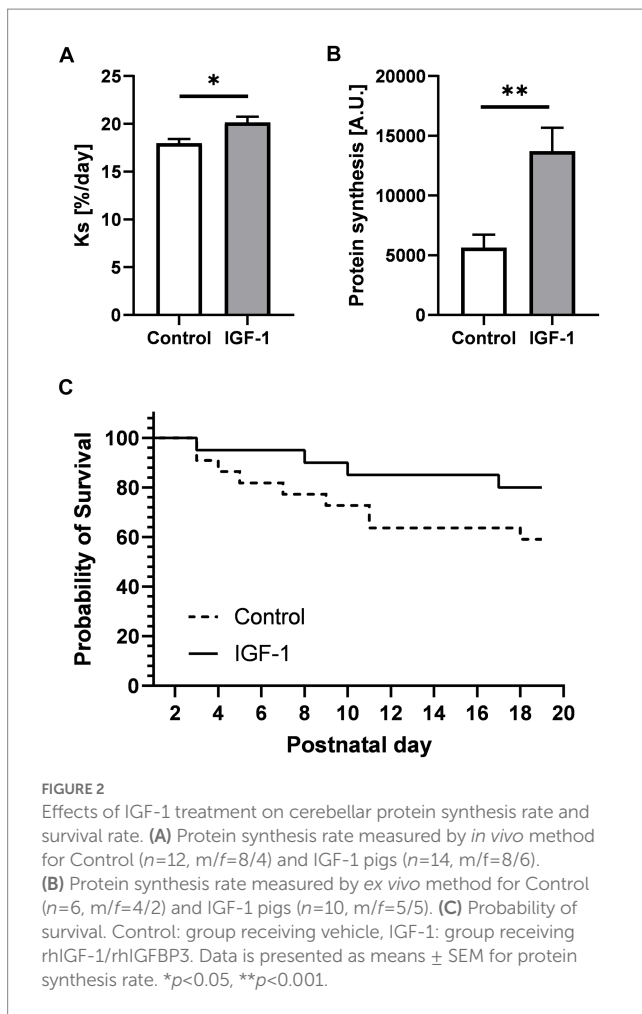 A
*
Ks [%/day]
25
20
15
10
5
0
Control IGF-1
B
**
Protein synthesis [A.U.]
20000
15000
10000
5000
0
Control IGF-1
C
Probability of Survival
100
80
60
40
20
0
Control
IGF-1
2 4 6 8 10 12 14 16 18 20
Postnatal day
FIGURE 2
Effects of IGF-1 treatment on cerebellar protein synthesis rate and
survival rate. (A) Protein synthesis rate measured by in vivo method
for Control (n=12, m/f=8/4) and IGF-1 pigs (n=14, m/f=8/6).
(B) Protein synthesis rate measured by ex vivo method for Control
(n=6, m/f=4/2) and IGF-1 pigs (n=10, m/f=5/5). (C) Probability of
survival. Control: group receiving vehicle, IGF-1: group receiving
rhIGF-1/rhIGFBP3. Data is presented as means ± SEM for protein
synthesis rate. *p<0.05, **p<0.001.